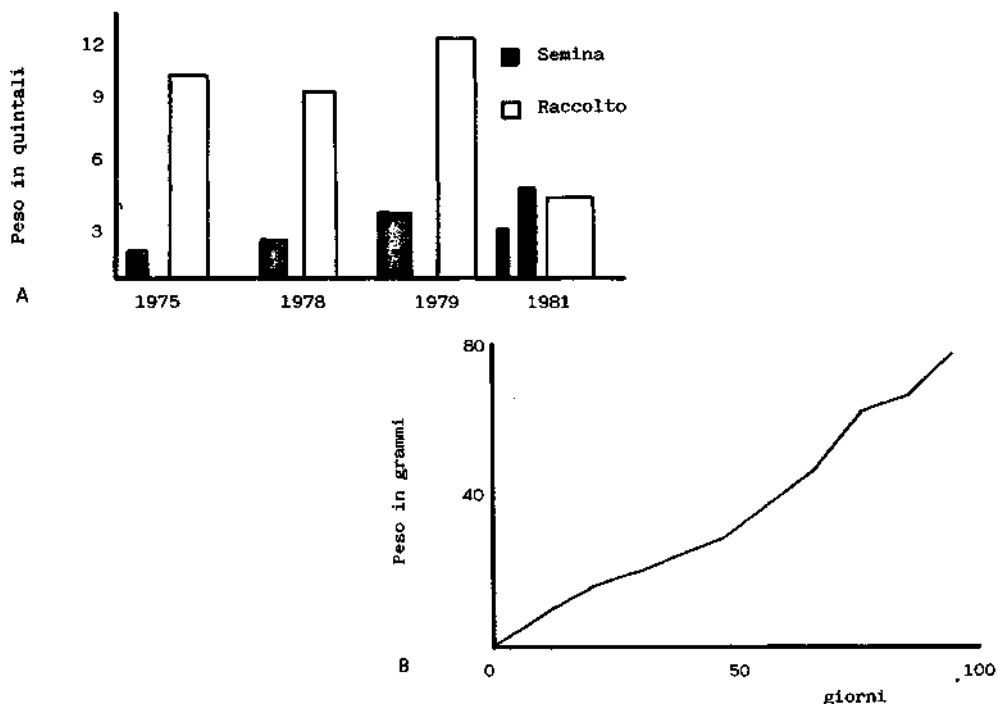 Peso in quintali
12
9
6
3
Semina
Raccolto
A
1975 1978 1979 1981
Peso in grammi
80
40
B
0 50 100
giorni